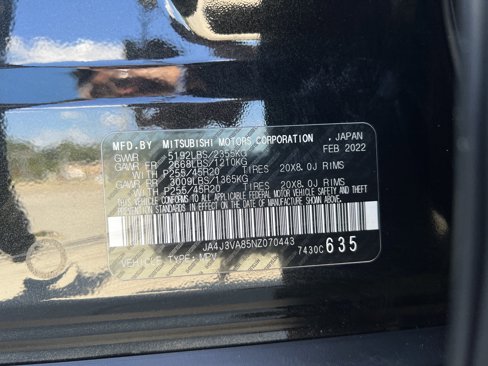 MFD.BY MITSUBISHI MOTORS CORPORATION , JAPAN
GVWR 5192LBS/2355KG FEB 2022
GAWR FR 2668LBS/1210KG
WITH P255/45R20 TIRES 20X8.0J RIMS
GAWR RR 3009LBS/1365KG
WITH P255/45R20 TIRES 20X8.0J RIMS
THIS VEHICLE CONFORMS TO ALL APPLICABLE FEDERAL MOTOR VEHICLE SAFETY, BUMPER AND THEFT
PREVENTION STANDARDS IN EFFECT ON THE DATE OF MANUFACTURE SHOWN ABOVE.
JA4J3VA85NZ070443
VEHICLE TYPE: MPV 7430C 635